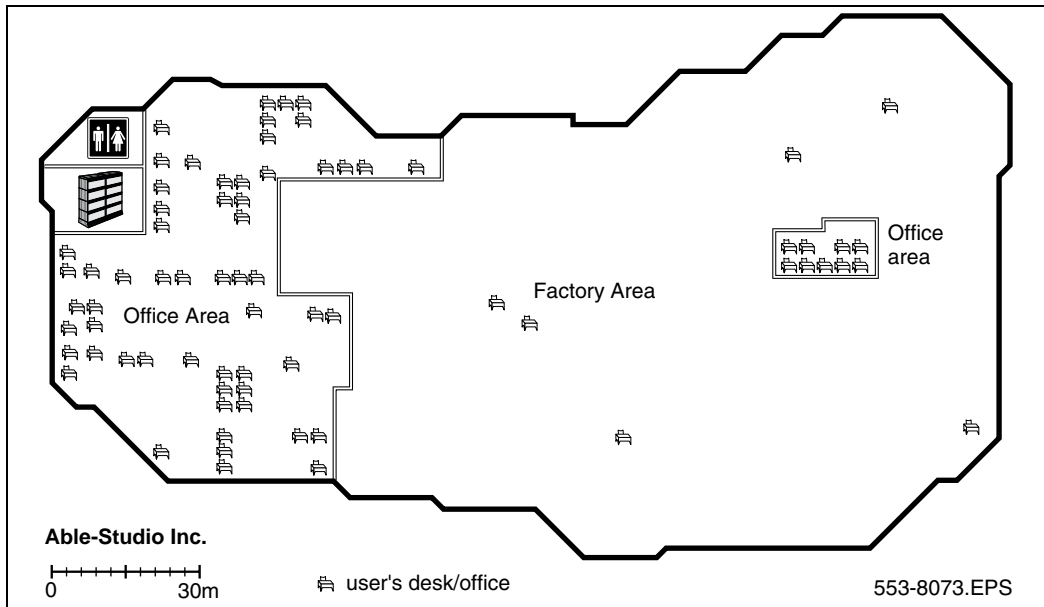 Office
area
Factory Area
Office Area
Able-Studio Inc.
0 30m
user's desk/office
553-8073.EPS